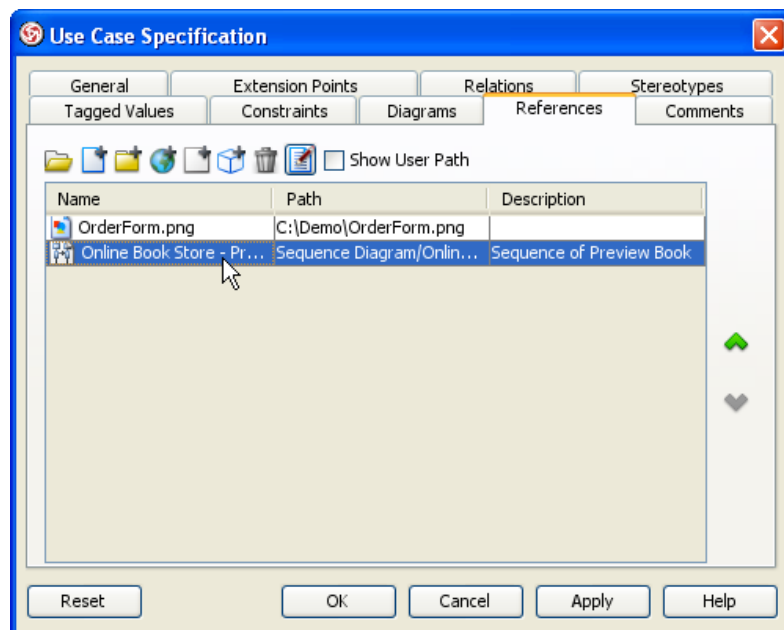 Use Case Specification
General Extension Points Relations Stereotypes
Tagged Values Constraints Diagrams References Comments
Show User Path
Name Path Description
OrderForm.png C:\Demo\OrderForm.png
Online Book Store - Pr... Sequence Diagram/Onlin... Sequence of Preview Book
Reset OK Cancel Apply Help